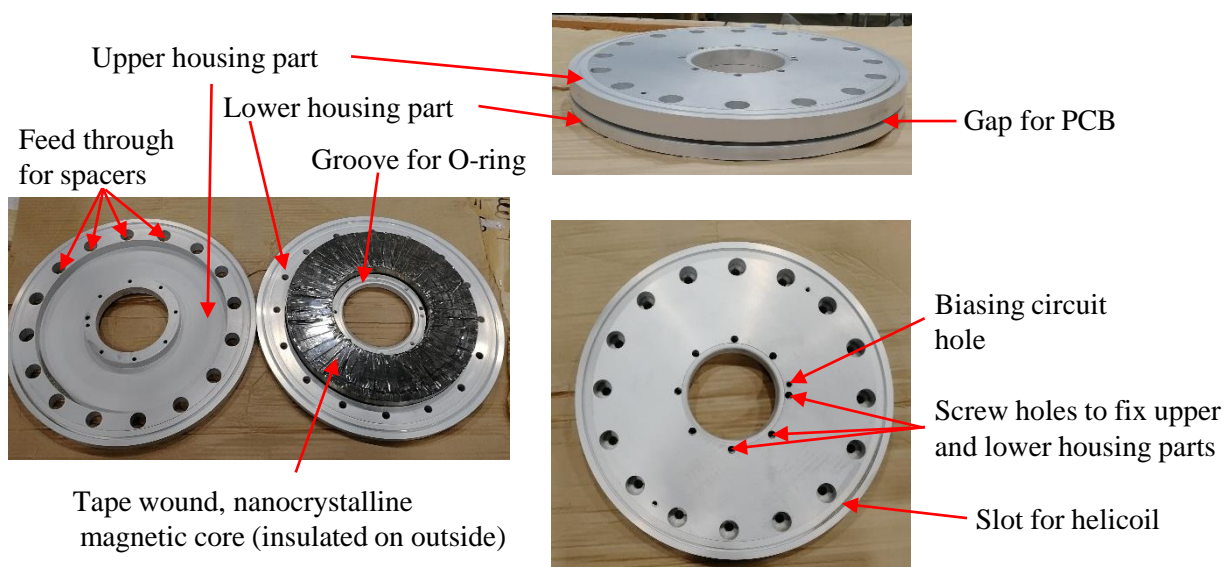 Upper housing part
Lower housing part
Gap for PCB
Feed through
for spacers
Groove for O-ring
Biasing circuit
hole
Screw holes to fix upper
and lower housing parts
Tape wound, nanocrystalline
magnetic core (insulated on outside)
Slot for helicoil